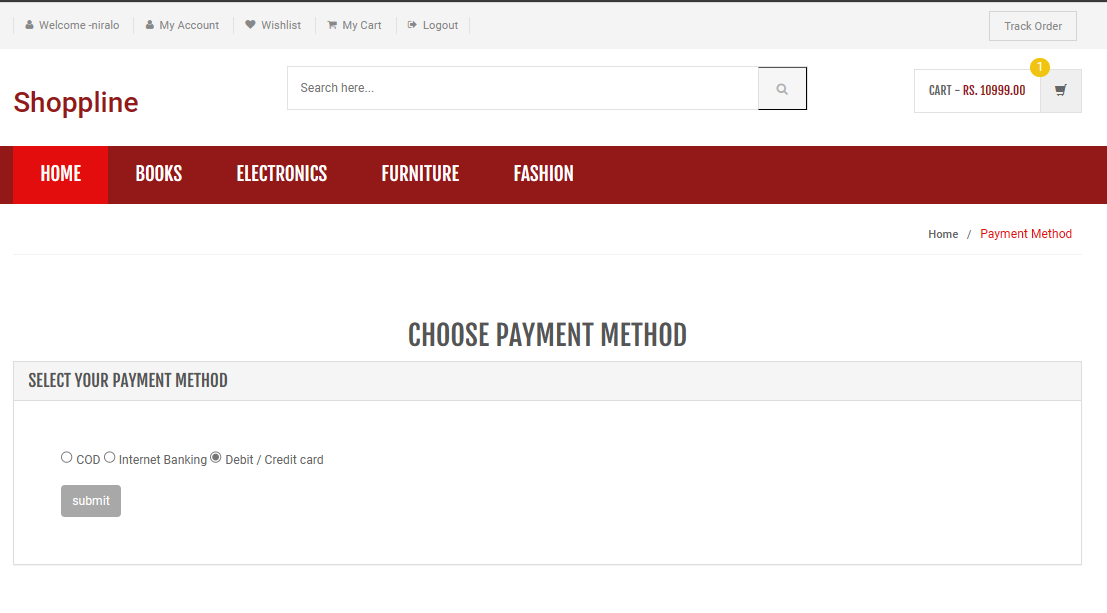 Welcome -niralo My Account Wishlist My Cart Logout Track Order
1
Shoppline Search here... CART - RS. 10999.00
HOME BOOKS ELECTRONICS FURNITURE FASHION
Home / Payment Method
CHOOSE PAYMENT METHOD
SELECT YOUR PAYMENT METHOD
COD Internet Banking Debit / Credit card
submit